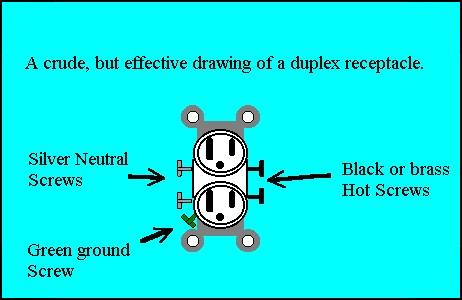 A crude, but effective drawing of a duplex receptacle.
Silver Neutral
Screws
Black or brass
Hot Screws
Green ground
Screw